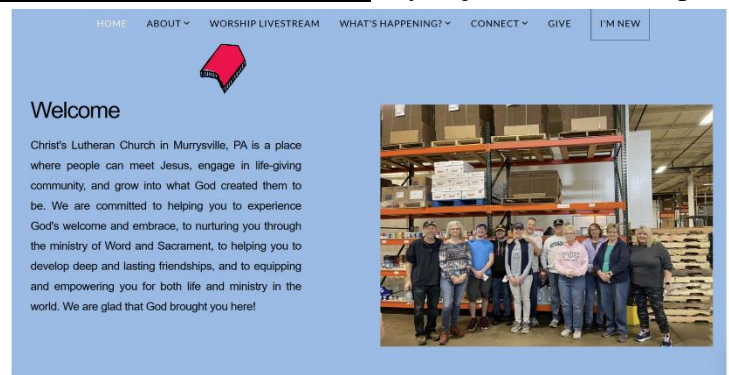 HOME ABOUT WORSHIP LIVESTREAM WHAT'S HAPPENING? CONNECT GIVE I'M NEW
Welcome
Christ's Lutheran Church in Murrysville, PA is a place
where people can meet Jesus, engage in life-giving
community, and grow into what God created them to
be. We are committed to helping you to experience
God's welcome and embrace, to nurturing you through
the ministry of Word and Sacrament, to helping you to
develop deep and lasting friendships, and to equipping
and empowering you for both life and ministry in the
world. We are glad that God brought you here!